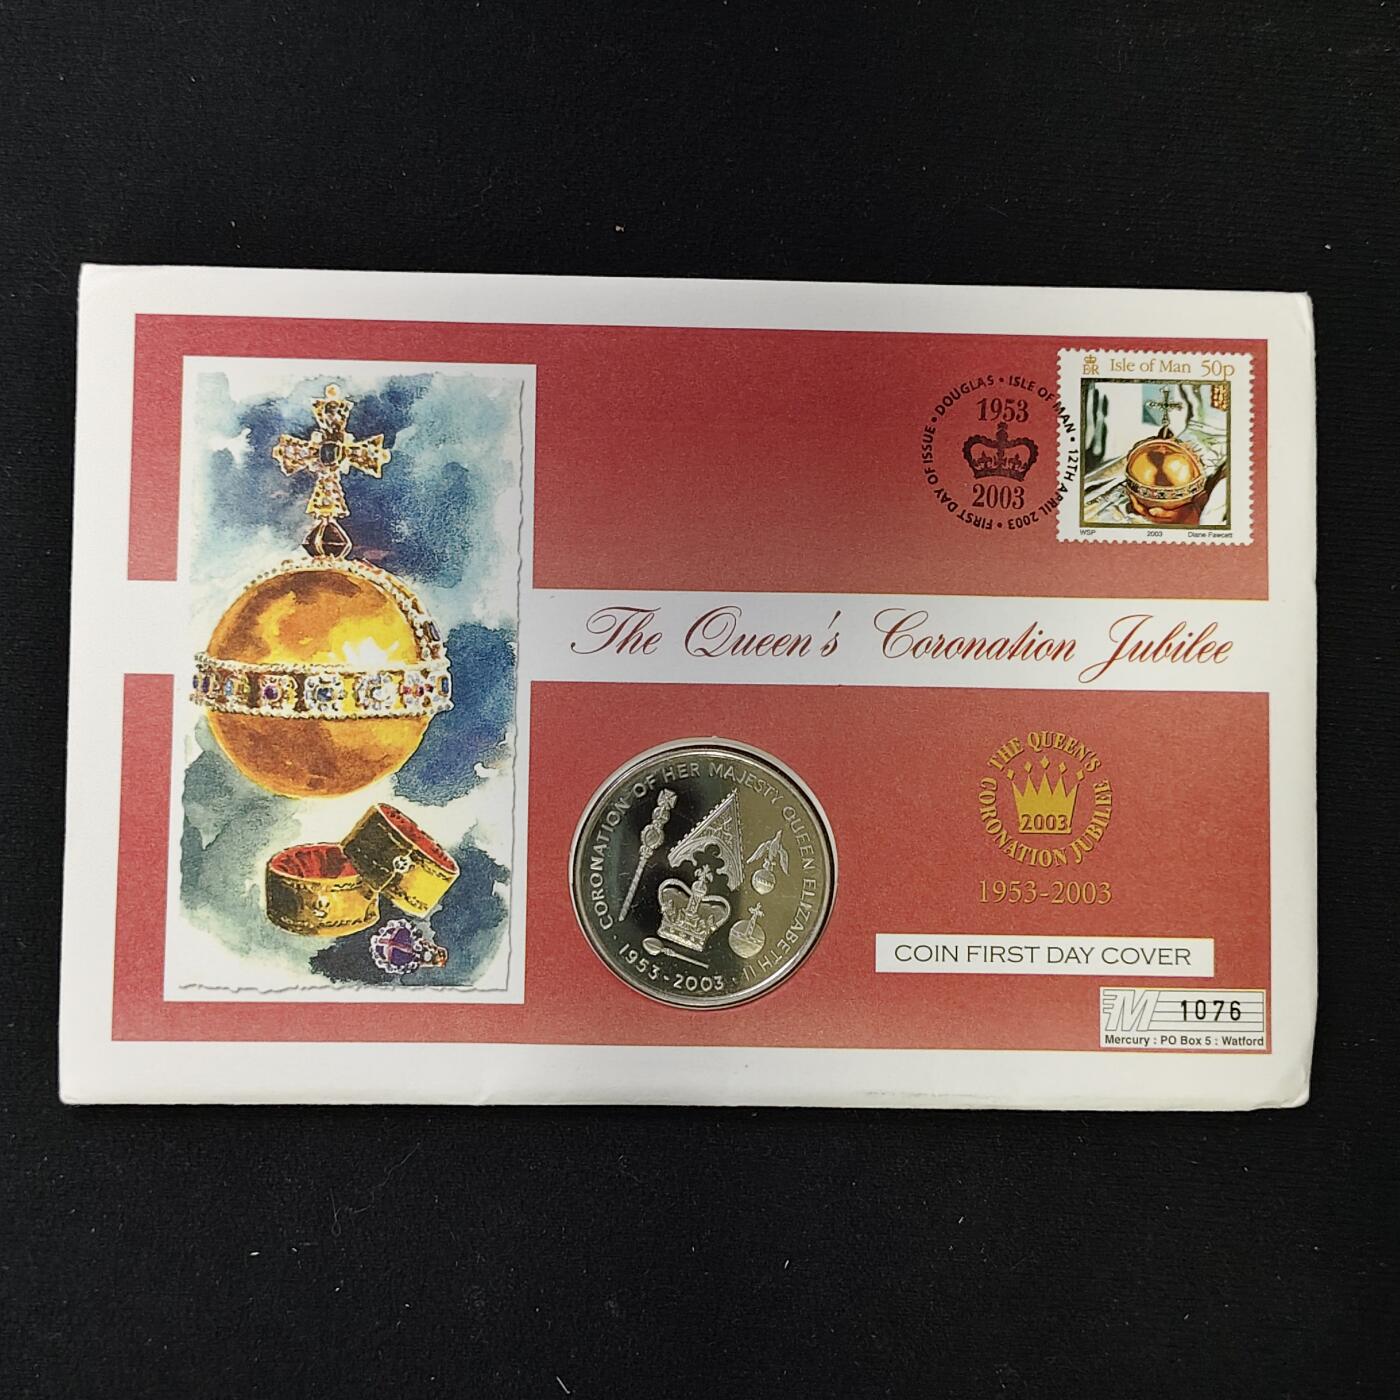 ER Isle of Man 50p
WSP 2003 Diane Fawcett
FIRST DAY OF ISSUE • DOUGLAS • ISLE OF MAN • 12TH APRIL 2003 •
1953
2003
The Queen's Coronation Jubilee
CORONATION OF HER MAJESTY QUEEN ELIZABETH II
· 1953-2003 ·
THE QUEEN'S
CORONATION JUBILEE
2003
1953-2003
COIN FIRST DAY COVER
M 1076
Mercury : PO Box 5 : Watford